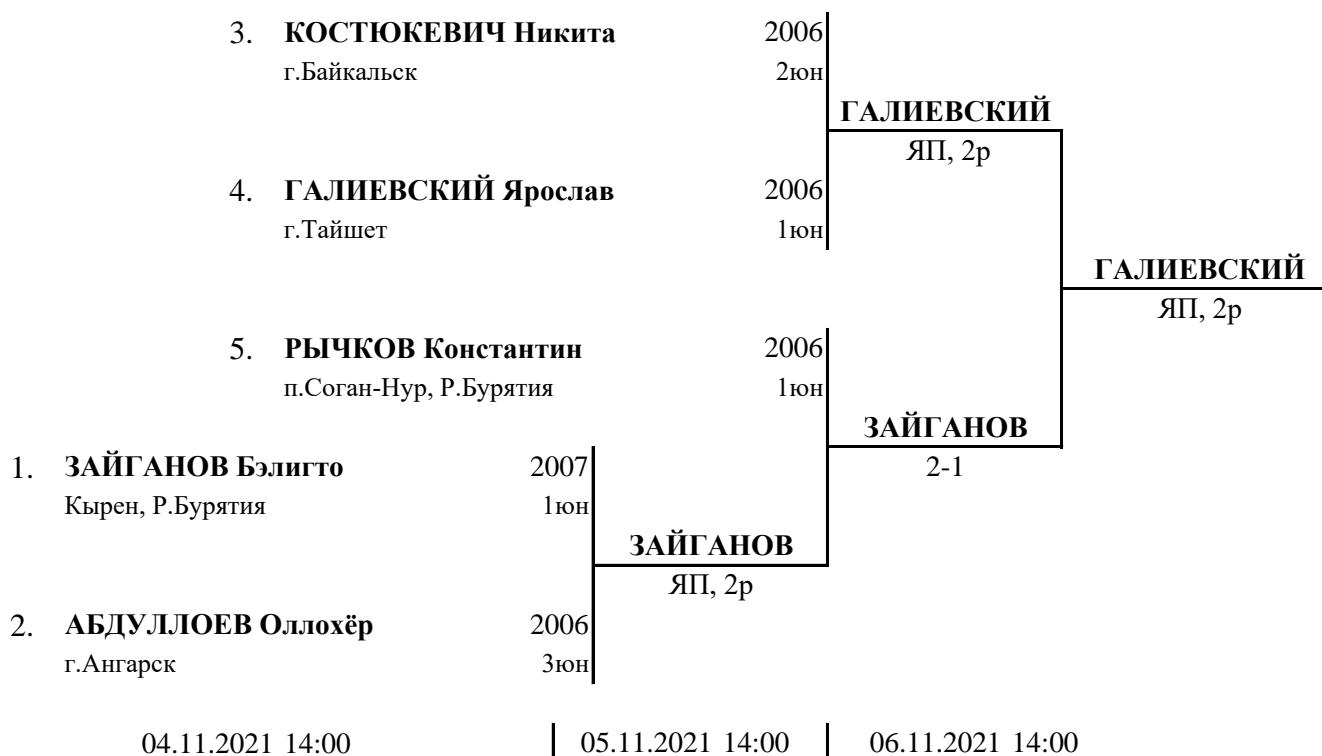 3. КОСТЮКЕВИЧ Никита 2006
г.Байкальск 2юн
ГАЛИЕВСКИЙ
ЯП, 2р
4. ГАЛИЕВСКИЙ Ярослав 2006
г.Тайшет 1юн
ГАЛИЕВСКИЙ
ЯП, 2р
5. РЫЧКОВ Константин 2006
п.Соган-Нур, Р.Бурятия 1юн
ЗАЙГАНОВ
2-1
1. ЗАЙГАНОВ Бэлигто 2007
Кырен, Р.Бурятия 1юн
ЗАЙГАНОВ
ЯП, 2р
2. АБДУЛЛОЕВ Оллохёр 2006
г.Ангарск 3юн
04.11.2021 14:00 05.11.2021 14:00 06.11.2021 14:00